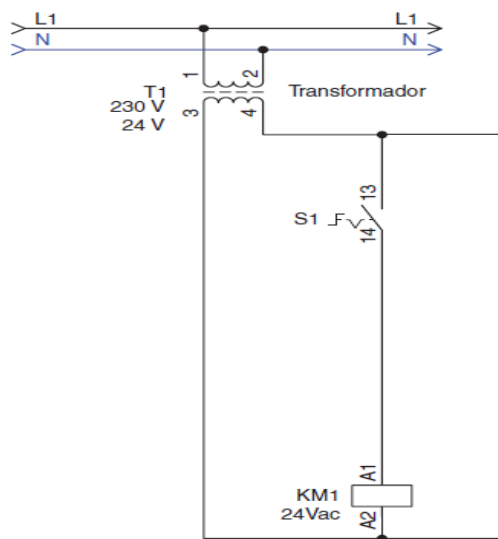 L1 L1
N N
1 2
T1 Transformador
230 V
24 V
3 4
13
S1
14
A1
KM1
24Vac
A2